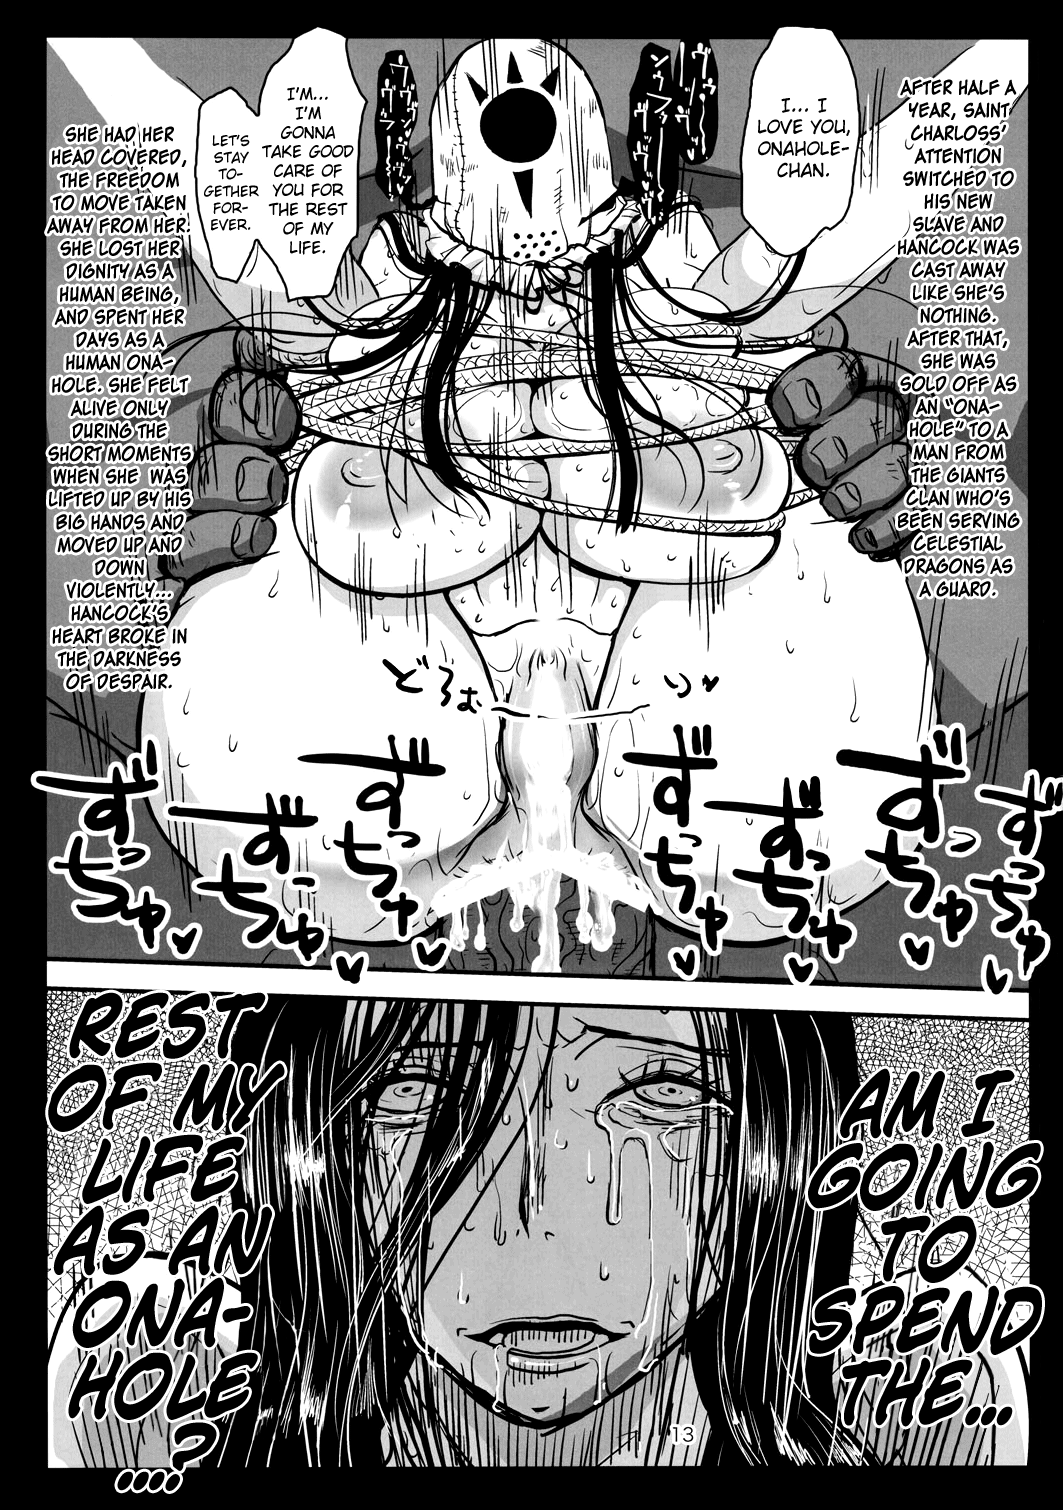 AFTER HALF A
YEAR, SAINT
CHARLOSS'
ATTENTION
SWITCHED TO
HIS NEW
SLAVE AND
HANCOCK WAS
CAST AWAY
LIKE SHE'S
NOTHING.
AFTER THAT,
SHE WAS
SOLD OFF AS
AN "ONA-
HOLE" TO A
MAN FROM
THE GIANTS
CLAN WHO'S
BEEN SERVING
CELESTIAL
DRAGONS AS
A GUARD.
I... I
LOVE YOU,
ONAHOLE-
CHAN.
I'M...
I'M
GONNA
TAKE GOOD
CARE OF
YOU FOR
THE REST
OF MY
LIFE.
LET'S
STAY
TO-
GETHER
FOR-
EVER.
SHE HAD HER
HEAD COVERED,
THE FREEDOM
TO MOVE TAKEN
AWAY FROM HER.
SHE LOST HER
DIGNITY AS A
HUMAN BEING,
AND SPENT HER
DAYS AS A
HUMAN ONA-
HOLE. SHE FELT
ALIVE ONLY
DURING THE
SHORT MOMENTS
WHEN SHE WAS
LIFTED UP BY HIS
BIG HANDS AND
MOVED UP AND
DOWN
VIOLENTLY...
HANCOCK'S
HEART BROKE IN
THE DARKNESS
OF DESPAIR.
ずっちゅ♥
ずっちゅ♥
ずっちゅ♥
ずっちゅ♥
ずっちゅ♥
ずっちゅ♥
ずっちゅ♥
AM I
GOING
TO
SPEND
THE...
REST
OF MY
LIFE
AS AN
ONA-
HOLE
....?
13